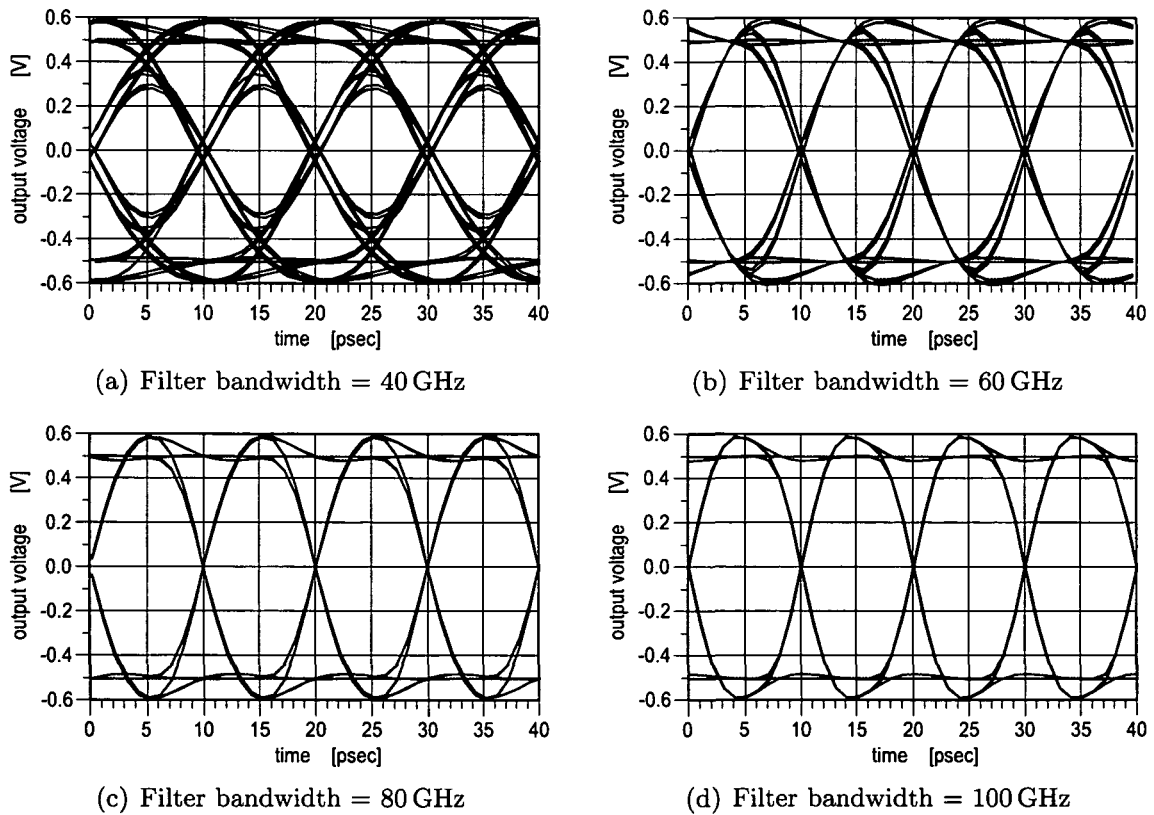 output voltage [V]
0.6
0.4
0.2
0.0
-0.2
-0.4
-0.6
0 5 10 15 20 25 30 35 40
time [psec]
(a) Filter bandwidth = 40 GHz
output voltage [V]
0.6
0.4
0.2
0.0
-0.2
-0.4
-0.6
0 5 10 15 20 25 30 35 40
time [psec]
(b) Filter bandwidth = 60 GHz
output voltage [V]
0.6
0.4
0.2
0.0
-0.2
-0.4
-0.6
0 5 10 15 20 25 30 35 40
time [psec]
(c) Filter bandwidth = 80 GHz
output voltage [V]
0.6
0.4
0.2
0.0
-0.2
-0.4
-0.6
0 5 10 15 20 25 30 35 40
time [psec]
(d) Filter bandwidth = 100 GHz